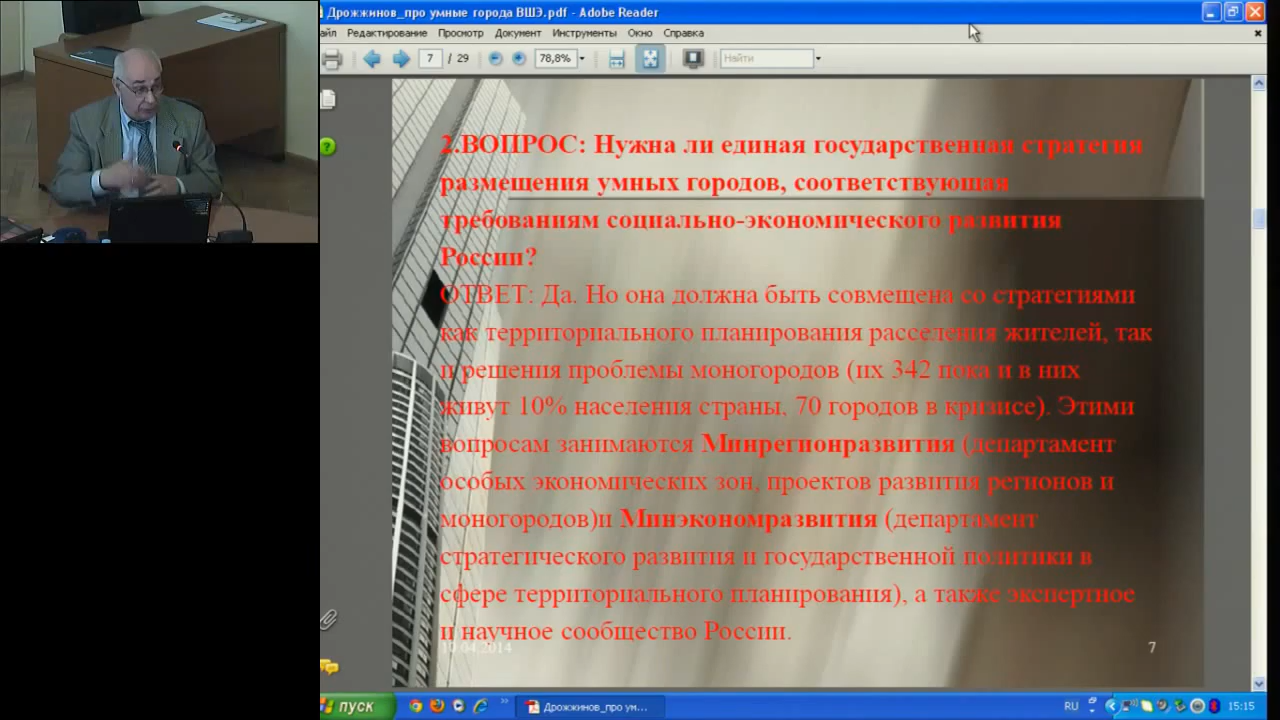 Дрожжинов_про умные города ВШЭ.pdf - Adobe Reader
айл Редактирование Просмотр Документ Инструменты Окно Справка
7 / 29 78,8% Найти
2.ВОПРОС: Нужна ли единая государственная стратегия
размещения умных городов, соответствующая
требованиям социально-экономического развития
России?
ОТВЕТ: Да. Но она должна быть совмещена со стратегиями
как территориального планирования расселения жителей, так
и решения проблемы моногородов (их 342 пока и в них
живут 10% населения страны, 70 городов в кризисе). Этими
вопросам занимаются Минрегионразвития (департамент
особых экономических зон, проектов развития регионов и
моногородов)и Минэкономразвития (департамент
стратегического развития и государственной политики в
сфере территориального планирования), а также экспертное
и научное сообщество России.
10.04.2014 7
пуск Дрожжинов_про ум... RU 15:15